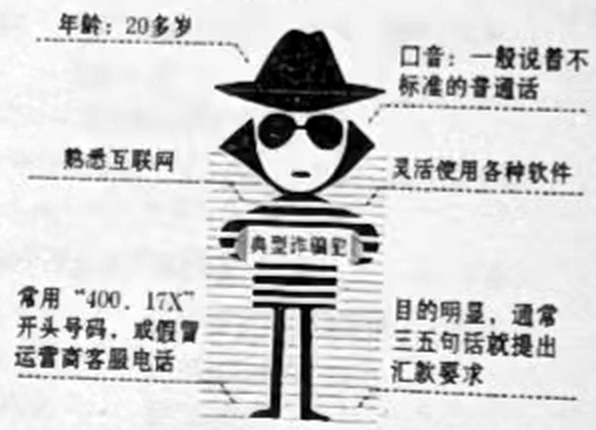 年龄：20多岁
口音：一般说着不
标准的普通话
熟悉互联网
灵活使用各种软件
典型诈骗犯
常用“400．17X”
开头号码，或假冒
运营商客服电话
目的明显，通常
三五句话就提出
汇款要求